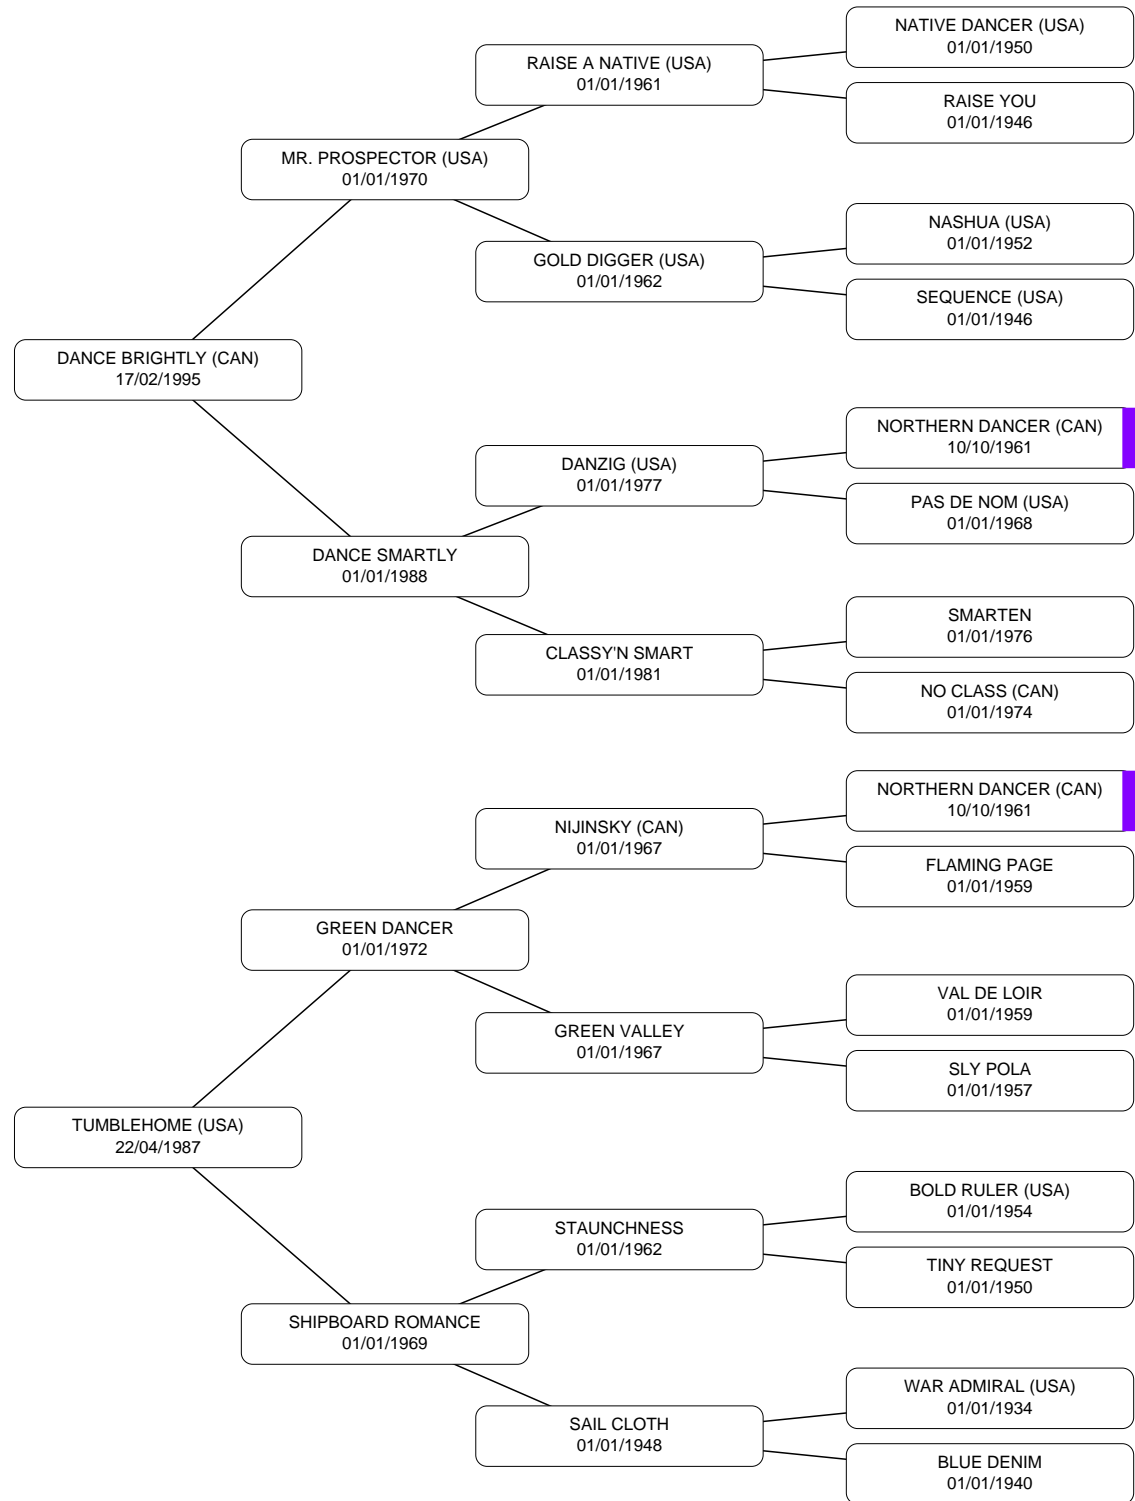 NATIVE DANCER (USA)
01/01/1950
RAISE A NATIVE (USA)
01/01/1961
RAISE YOU
01/01/1946
MR. PROSPECTOR (USA)
01/01/1970
NASHUA (USA)
01/01/1952
GOLD DIGGER (USA)
01/01/1962
SEQUENCE (USA)
01/01/1946
DANCE BRIGHTLY (CAN)
17/02/1995
NORTHERN DANCER (CAN)
10/10/1961
DANZIG (USA)
01/01/1977
PAS DE NOM (USA)
01/01/1968
DANCE SMARTLY
01/01/1988
SMARTEN
01/01/1976
CLASSY'N SMART
01/01/1981
NO CLASS (CAN)
01/01/1974
NORTHERN DANCER (CAN)
10/10/1961
NIJINSKY (CAN)
01/01/1967
FLAMING PAGE
01/01/1959
GREEN DANCER
01/01/1972
VAL DE LOIR
01/01/1959
GREEN VALLEY
01/01/1967
SLY POLA
01/01/1957
TUMBLEHOME (USA)
22/04/1987
BOLD RULER (USA)
01/01/1954
STAUNCHNESS
01/01/1962
TINY REQUEST
01/01/1950
SHIPBOARD ROMANCE
01/01/1969
WAR ADMIRAL (USA)
01/01/1934
SAIL CLOTH
01/01/1948
BLUE DENIM
01/01/1940